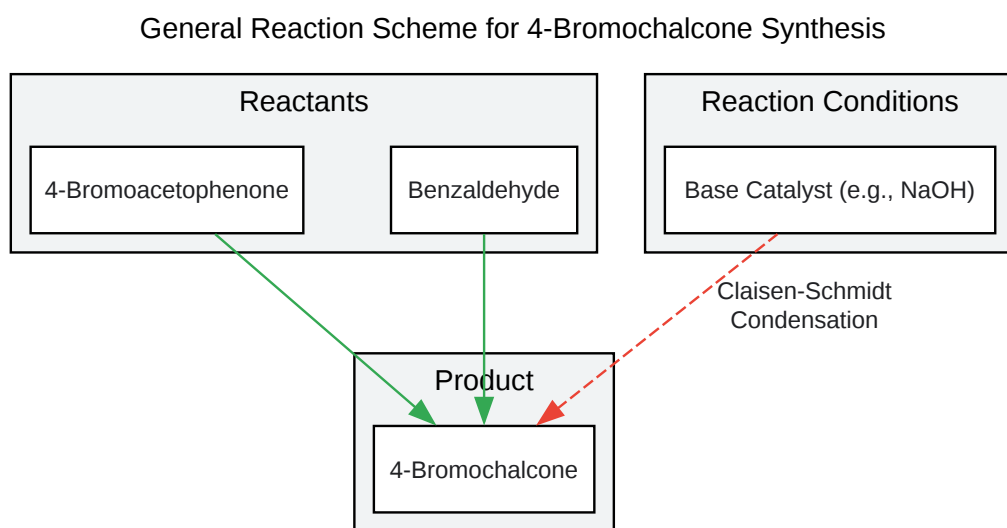 General Reaction Scheme for 4-Bromochalcone Synthesis
Reactants
Reaction Conditions
4-Bromoacetophenone
Benzaldehyde
Base Catalyst (e.g., NaOH)
Claisen-Schmidt
Condensation
Product
4-Bromochalcone